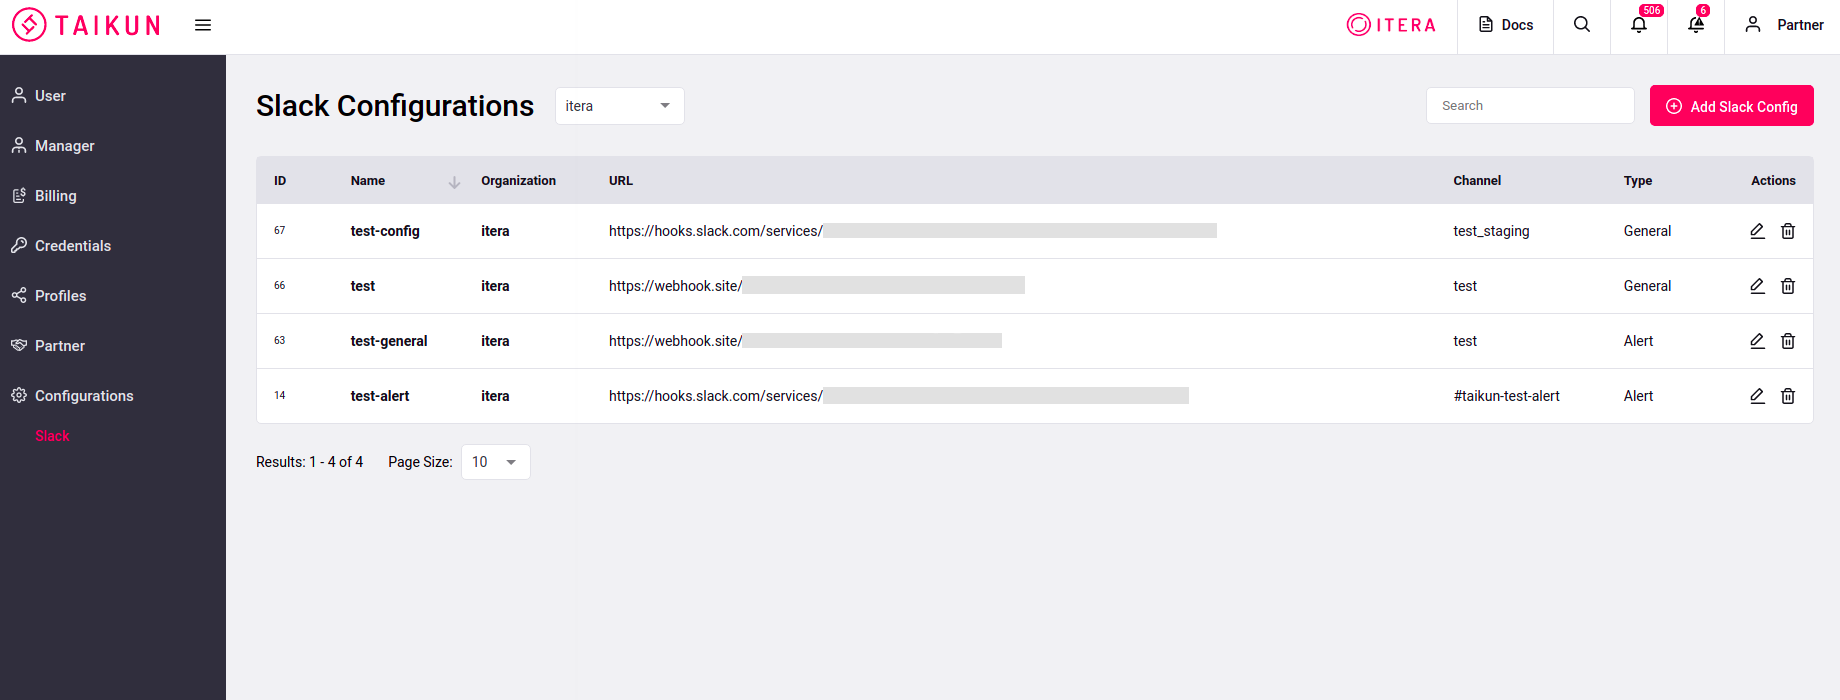 TAIKUN
ITERA
Docs
506
6
Partner
User
Manager
Billing
Credentials
Profiles
Partner
Configurations
Slack
Slack Configurations
itera
Search
Add Slack Config
ID Name Organization URL Channel Type Actions
67 test-config itera https://hooks.slack.com/services/ test_staging General
66 test itera https://webhook.site/ test General
63 test-general itera https://webhook.site/ test Alert
14 test-alert itera https://hooks.slack.com/services/ #taikun-test-alert Alert
Results: 1 - 4 of 4 Page Size: 10